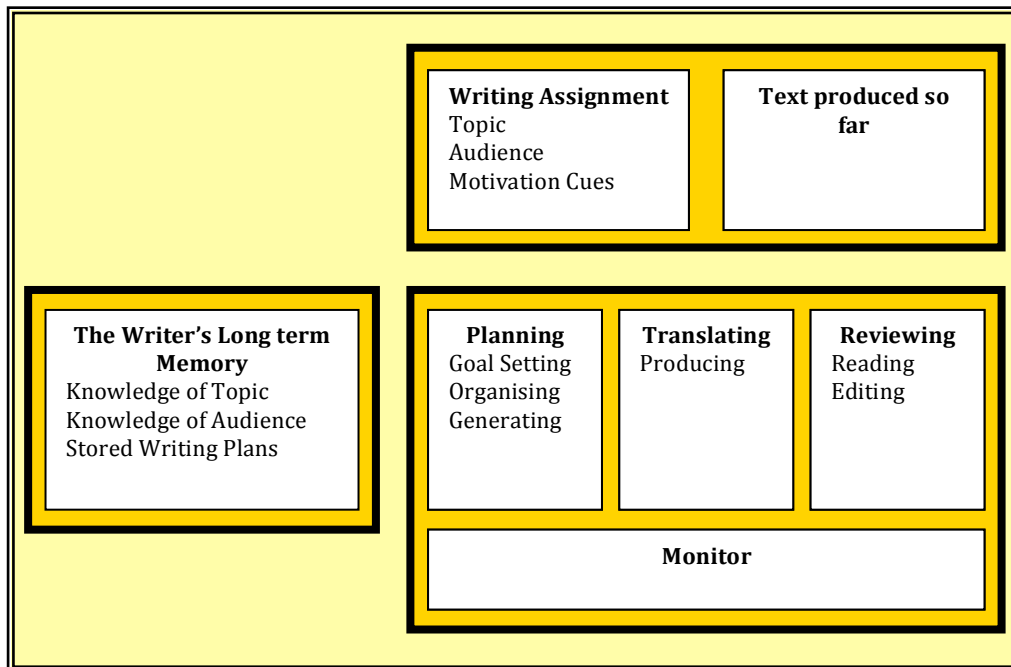 Writing Assignment
Topic
Audience
Motivation Cues
Text produced so
far
The Writer’s Long term
Memory
Knowledge of Topic
Knowledge of Audience
Stored Writing Plans
Planning
Goal Setting
Organising
Generating
Translating
Producing
Reviewing
Reading
Editing
Monitor